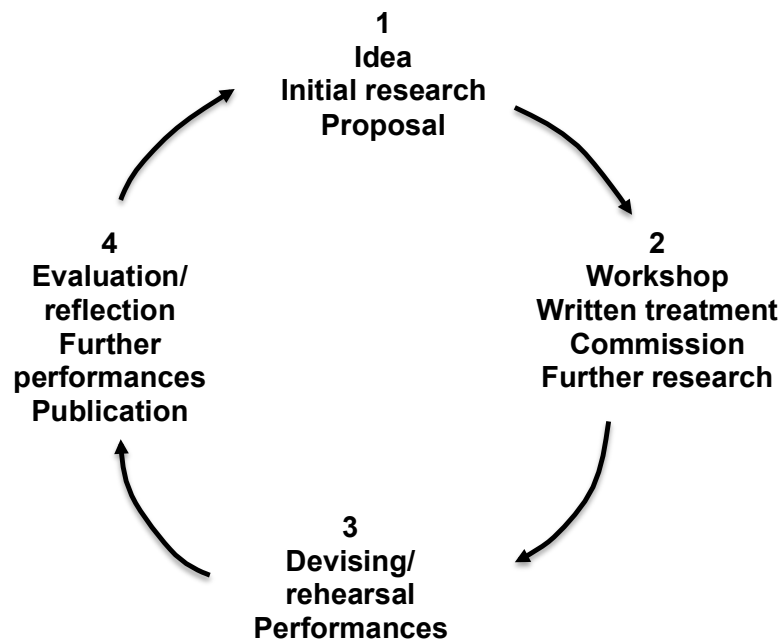 1
Idea
Initial research
Proposal
2
Workshop
Written treatment
Commission
Further research
3
Devising/
rehearsal
Performances
4
Evaluation/
reflection
Further
performances
Publication